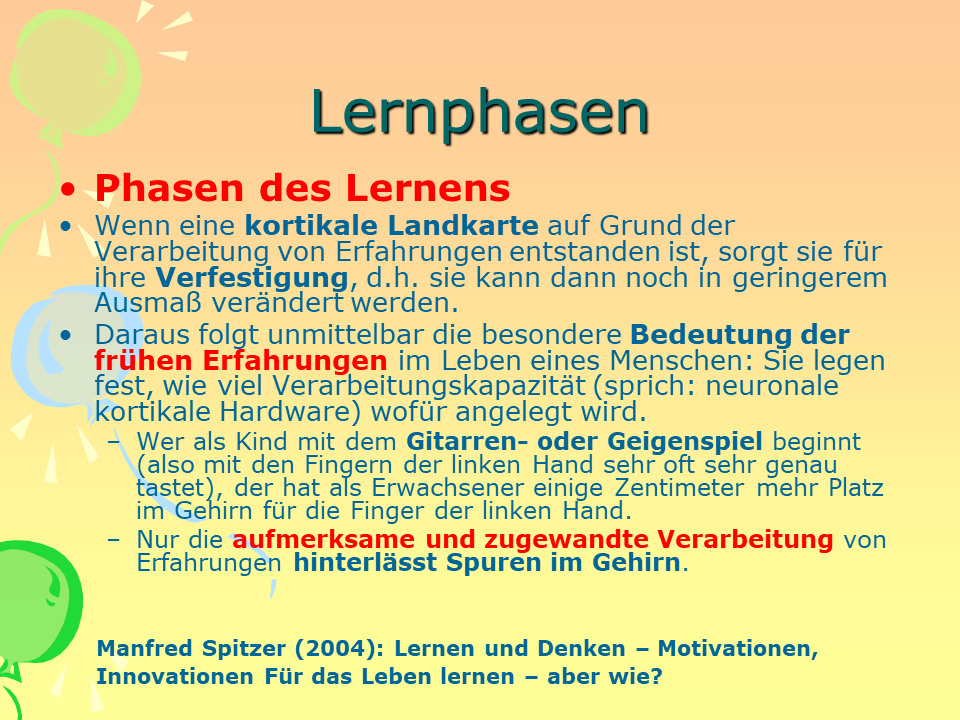 Lernphasen
• Phasen des Lernens
• Wenn eine kortikale Landkarte auf Grund der
Verarbeitung von Erfahrungen entstanden ist, sorgt sie für
ihre Verfestigung, d.h. sie kann dann noch in geringerem
Ausmaß verändert werden.
• Daraus folgt unmittelbar die besondere Bedeutung der
frühen Erfahrungen im Leben eines Menschen: Sie legen
fest, wie viel Verarbeitungskapazität (sprich: neuronale
kortikale Hardware) wofür angelegt wird.
– Wer als Kind mit dem Gitarren- oder Geigenspiel beginnt
(also mit den Fingern der linken Hand sehr oft sehr genau
tastet), der hat als Erwachsener einige Zentimeter mehr Platz
im Gehirn für die Finger der linken Hand.
– Nur die aufmerksame und zugewandte Verarbeitung von
Erfahrungen hinterlässt Spuren im Gehirn.
Manfred Spitzer (2004): Lernen und Denken – Motivationen,
Innovationen Für das Leben lernen – aber wie?